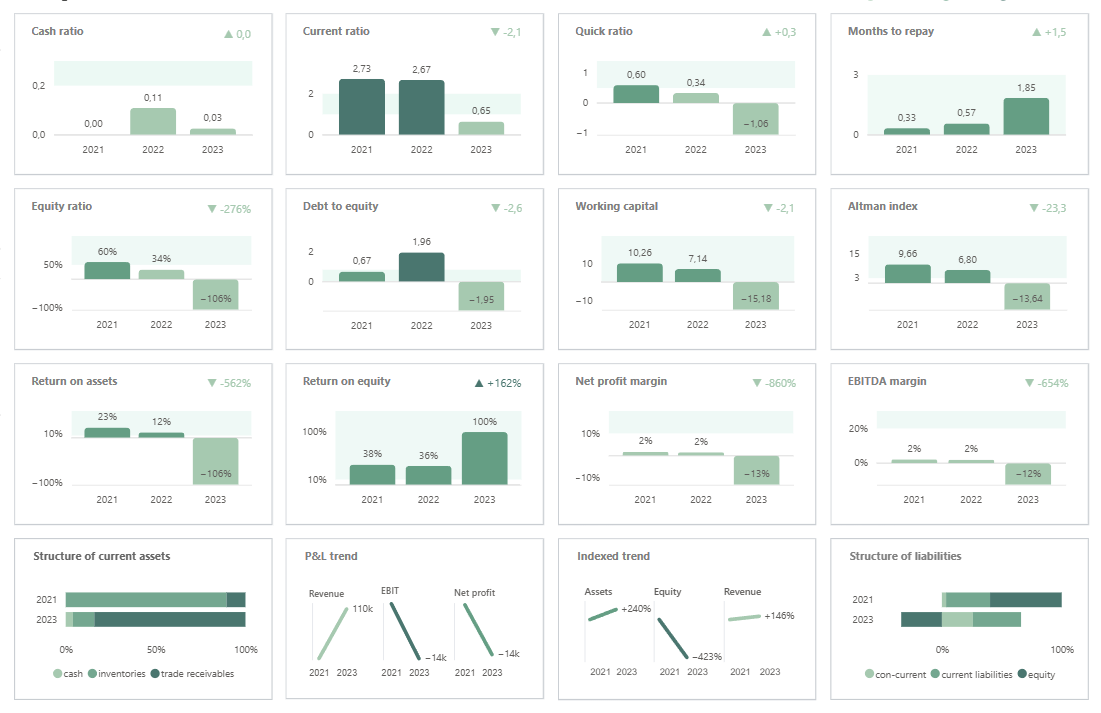 Cash ratio ▲ 0,0
0,2
0,0
0,00 0,11 0,03
2021 2022 2023
Current ratio ▼ -2,1
2
0
2,73 2,67 0,65
2021 2022 2023
Quick ratio ▲ +0,3
1
0
−1
0,60 0,34 −1,06
2021 2022 2023
Months to repay ▲ +1,5
3
0
0,33 0,57 1,85
2021 2022 2023
Equity ratio ▼ -276%
50%
−100%
60% 34% −106%
2021 2022 2023
Debt to equity ▼ -2,6
2
0
0,67 1,96 −1,95
2021 2022 2023
Working capital ▼ -2,1
10
−10
10,26 7,14 −15,18
2021 2022 2023
Altman index ▼ -23,3
15
3
9,66 6,80 −13,64
2021 2022 2023
Return on assets ▼ -562%
10%
−100%
23% 12% −106%
2021 2022 2023
Return on equity ▲ +162%
100%
10%
38% 36% 100%
2021 2022 2023
Net profit margin ▼ -860%
10%
−10%
2% 2% −13%
2021 2022 2023
EBITDA margin ▼ -654%
20%
0%
2% 2% −12%
2021 2022 2023
Structure of current assets
2021
2023
0% 50% 100%
cash inventories trade receivables
P&L trend
Revenue EBIT Net profit
110k −14k −14k
2021 2023 2021 2023 2021 2023
Indexed trend
Assets Equity Revenue
+240% −423% +146%
2021 2023 2021 2023 2021 2023
Structure of liabilities
2021
2023
0% 100%
con-current current liabilities equity